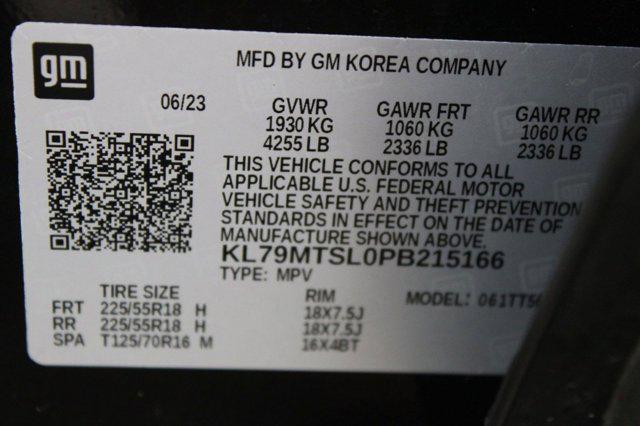 gm
MFD BY GM KOREA COMPANY
06/23 GVWR GAWR FRT GAWR RR
1930 KG 1060 KG 1060 KG
4255 LB 2336 LB 2336 LB
THIS VEHICLE CONFORMS TO ALL
APPLICABLE U.S. FEDERAL MOTOR
VEHICLE SAFETY AND THEFT PREVENTION
STANDARDS IN EFFECT ON THE DATE OF
MANUFACTURE SHOWN ABOVE.
KL79MTSL0PB215166
TYPE: MPV
TIRE SIZE RIM MODEL:
FRT 225/55R18 H 18X7.5J
RR 225/55R18 H 18X7.5J
SPA T125/70R16 M 16X4BT